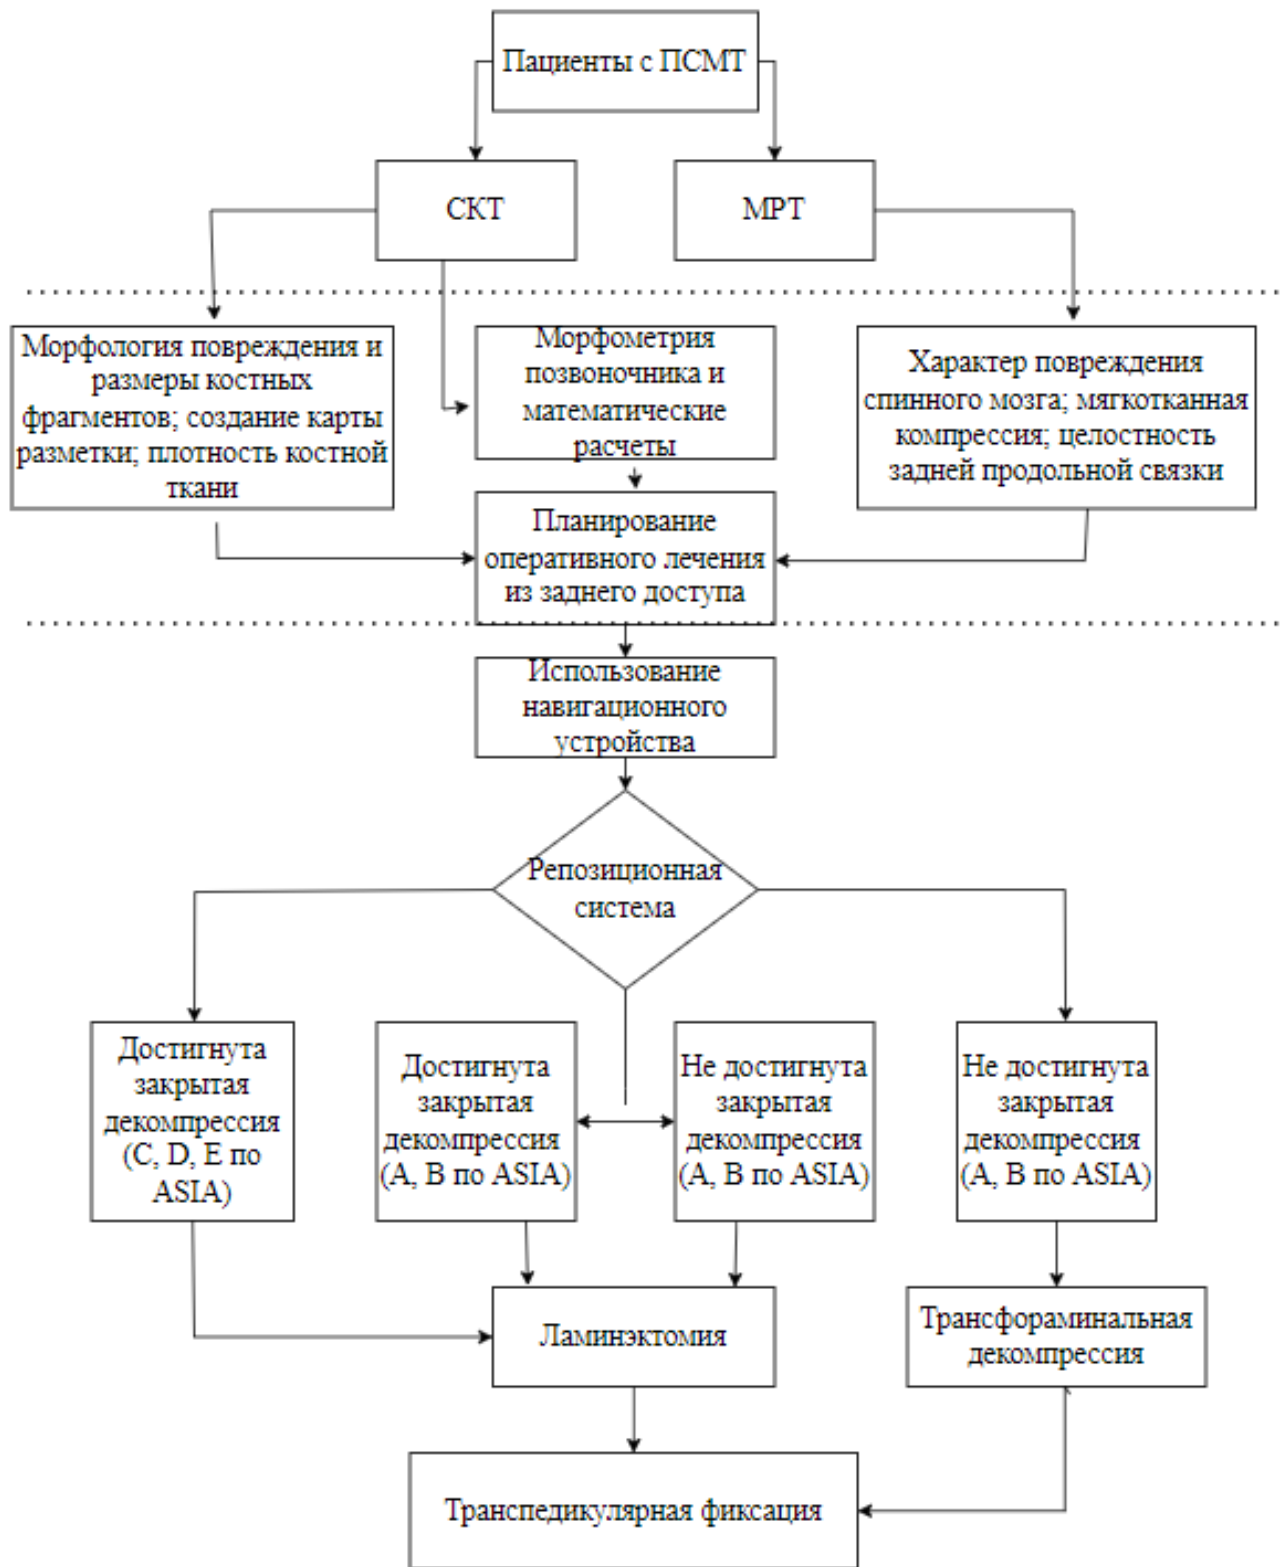 Пациенты с ПСМТ
СКТ
МРТ
Морфология повреждения и
размеры костных
фрагментов; создание карты
разметки; плотность костной
ткани
Морфометрия
позвоночника и
математические
расчеты
Характер повреждения
спинного мозга; мягкотканная
компрессия; целостность
задней продольной связки
Планирование
оперативного лечения
из заднего доступа
Использование
навигационного
устройства
Репозиционная
система
Достигнута
закрытая
декомпрессия
(C, D, E по
ASIA)
Достигнута
закрытая
декомпрессия
(A, B по ASIA)
Не достигнута
закрытая
декомпрессия
(A, B по ASIA)
Не достигнута
закрытая
декомпрессия
(A, B по ASIA)
Ламинэктомия
Трансфораминальная
декомпрессия
Транспедикулярная фиксация